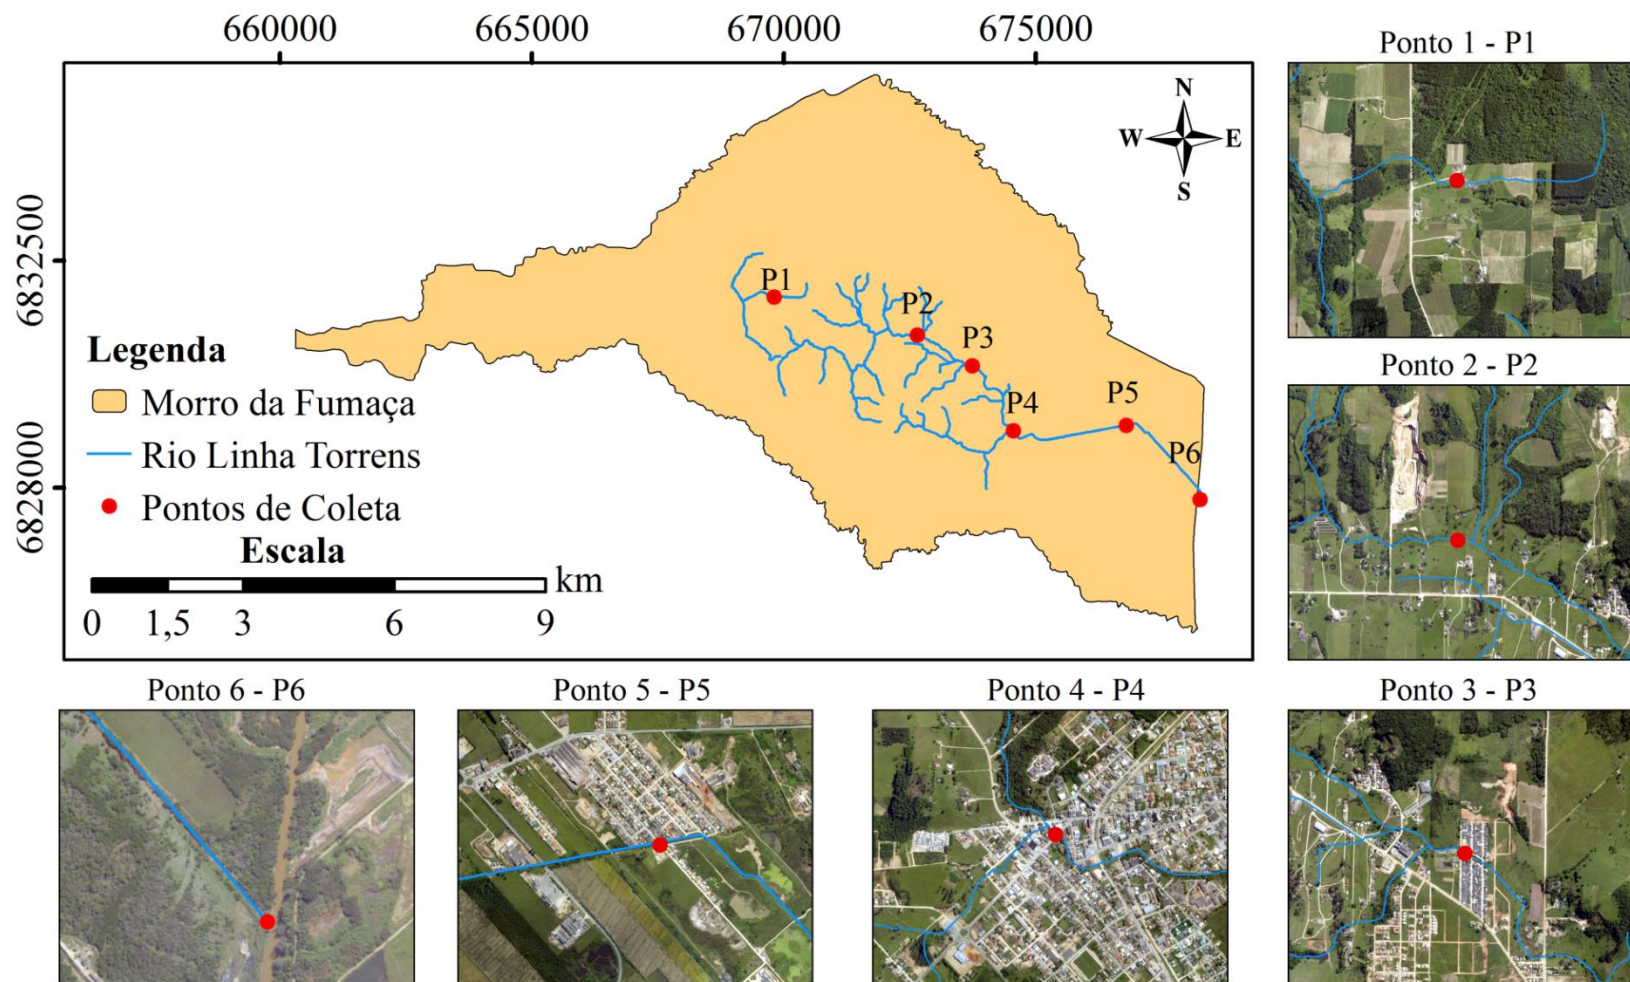 660000 665000 670000 675000
Ponto 1 - P1
N
W E
S
6832500
P1
P2
P3
Legenda
Morro da Fumaça
Ponto 2 - P2
P5
P4
Rio Linha Torrens
P6
6828000
Pontos de Coleta
Escala
km
0 1,5 3 6 9
Ponto 6 - P6
Ponto 5 - P5
Ponto 4 - P4
Ponto 3 - P3